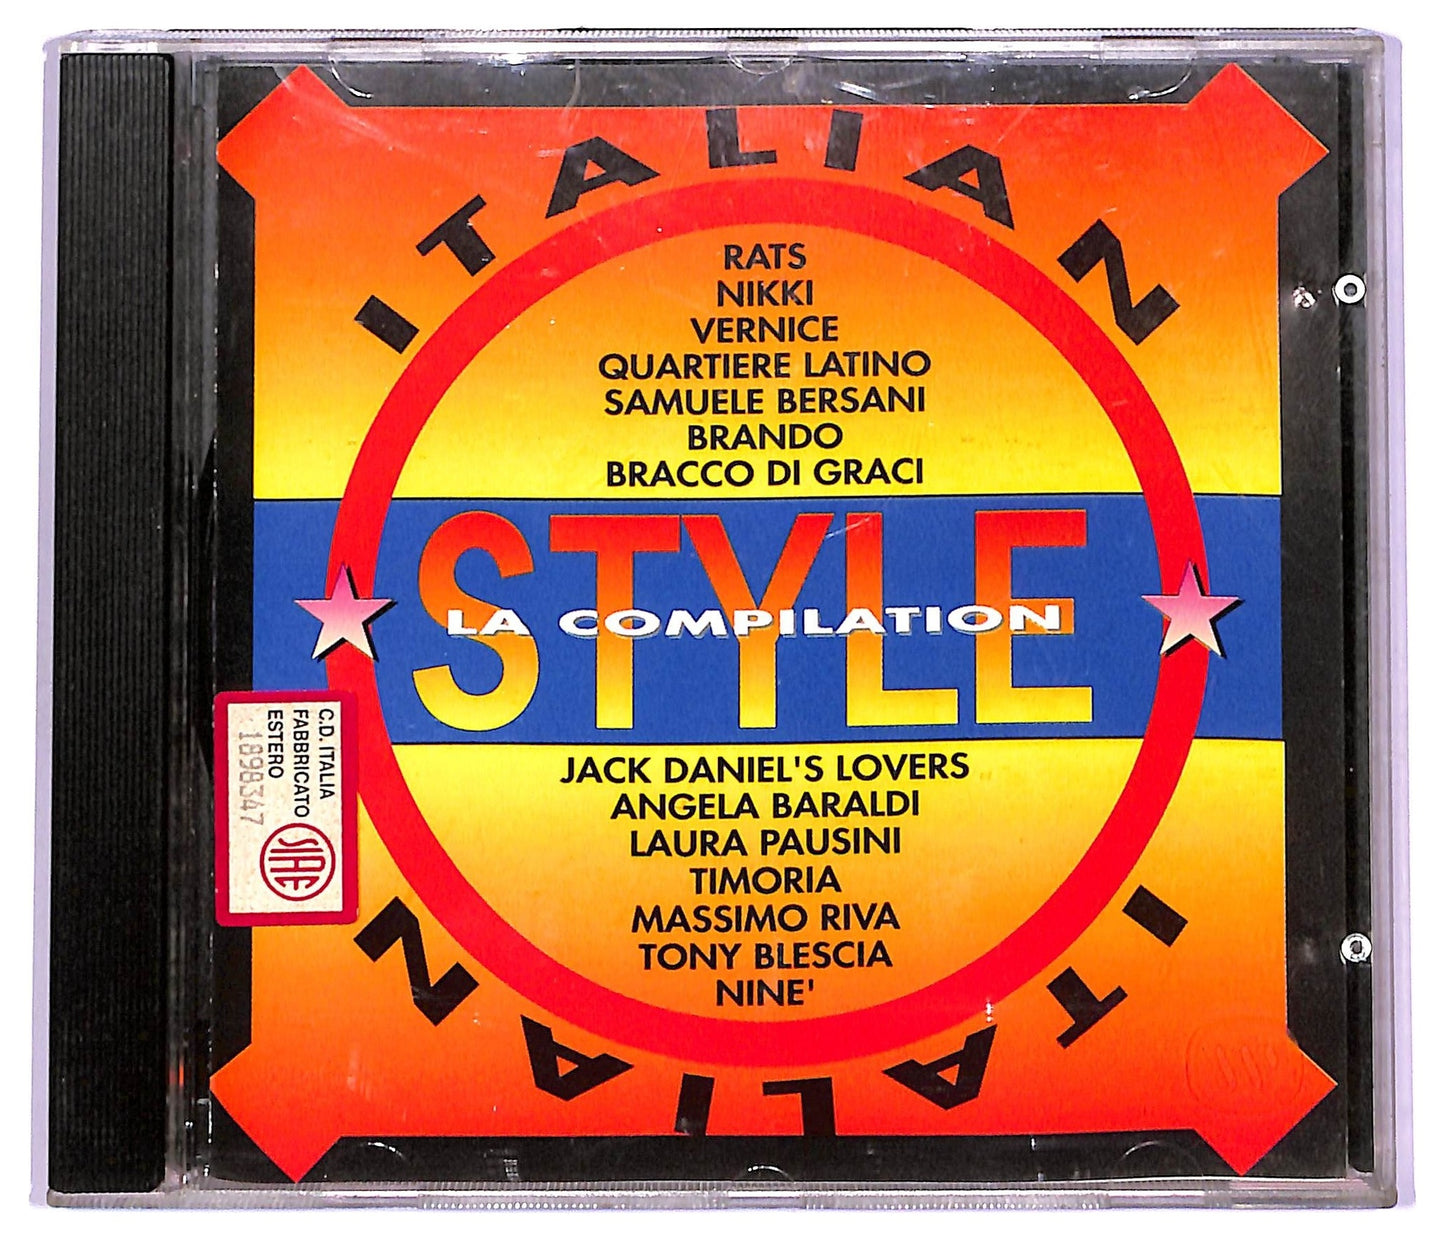 ITALIAN
RATS
NIKKI
VERNICE
QUARTIERE LATINO
SAMUELE BERSANI
BRANDO
BRACCO DI GRACI
STYLE
LA COMPILATION
JACK DANIEL'S LOVERS
ANGELA BARALDI
LAURA PAUSINI
TIMORIA
MASSIMO RIVA
TONY BLESCIA
NINE'
ITALIAN
C.D. ITALIA
FABBRICATO
ESTERO
1898347
SIAE